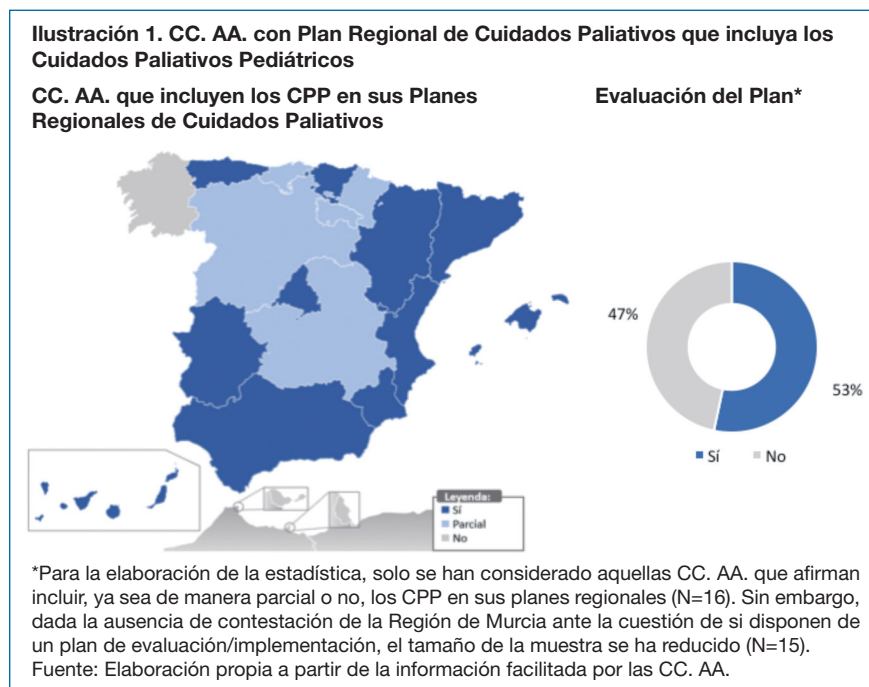 Ilustración 1. CC. AA. con Plan Regional de Cuidados Paliativos que incluya los
Cuidados Paliativos Pediátricos
CC. AA. que incluyen los CPP en sus Planes
Regionales de Cuidados Paliativos
Evaluación del Plan*
47%
53%
Sí
No
Leyenda:
Sí
Parcial
No
*Para la elaboración de la estadística, solo se han considerado aquellas CC. AA. que afirman
incluir, ya sea de manera parcial o no, los CPP en sus planes regionales (N=16). Sin embargo,
dada la ausencia de contestación de la Región de Murcia ante la cuestión de si disponen de
un plan de evaluación/implementación, el tamaño de la muestra se ha reducido (N=15).
Fuente: Elaboración propia a partir de la información facilitada por las CC. AA.